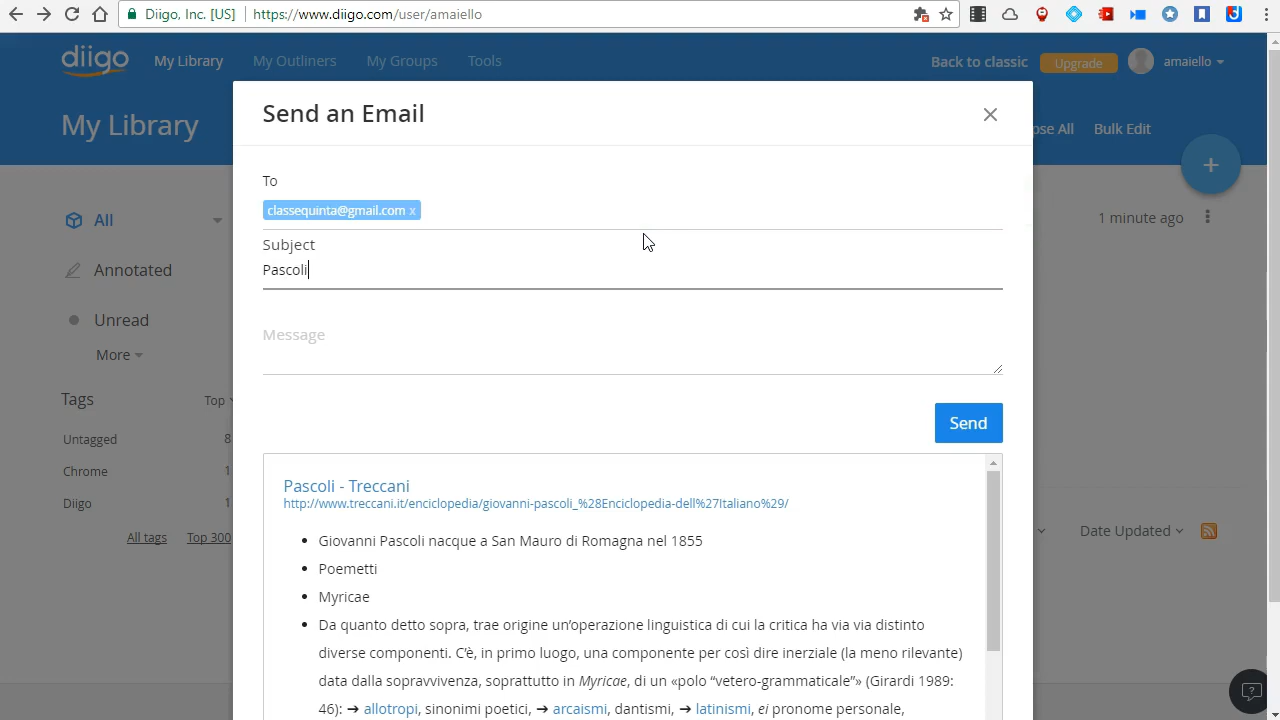 Diigo, Inc. [US] https://www.diigo.com/user/amaiello
diigo My Library My Outliners My Groups Tools Back to classic Upgrade amaiello
My Library Send an Email × Bulk Edit
ose All
+
To
classequinta@gmail.com x
All 1 minute ago
Subject
Annotated Pascoli
Unread
Message
More
Tags Top
Send
Untagged 8
Chrome 1
Pascoli - Treccani
Diigo 1 http://www.treccani.it/enciclopedia/giovanni-pascoli_%28Enciclopedia-dell%27Italiano%29/
All tags Top 300 Date Updated
Giovanni Pascoli nacque a San Mauro di Romagna nel 1855
Poemetti
Myricae
Da quanto detto sopra, trae origine un’operazione linguistica di cui la critica ha via via distinto
diverse componenti. C’è, in primo luogo, una componente per così dire inerziale (la meno rilevante)
data dalla sopravvivenza, soprattutto in Myricae, di un «polo “vetero-grammaticale”» (Girardi 1989:
46): ➔ allotropi, sinonimi poetici, ➔ arcaismi, dantismi, ➔ latinismi, ei pronome personale,